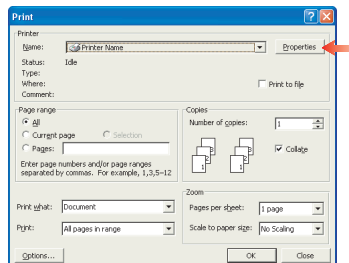 Print
Printer
Name: Printer Name Properties
Status: Idle
Type:
Where: Print to file
Comment:
Page range
All
Current page Selection
Pages:
Enter page numbers and/or page ranges
separated by commas. For example, 1,3,5–12
Copies
Number of copies: 1
Collate
Print what: Document
Print: All pages in range
Zoom
Pages per sheet: 1 page
Scale to paper size: No Scaling
Options... OK Close